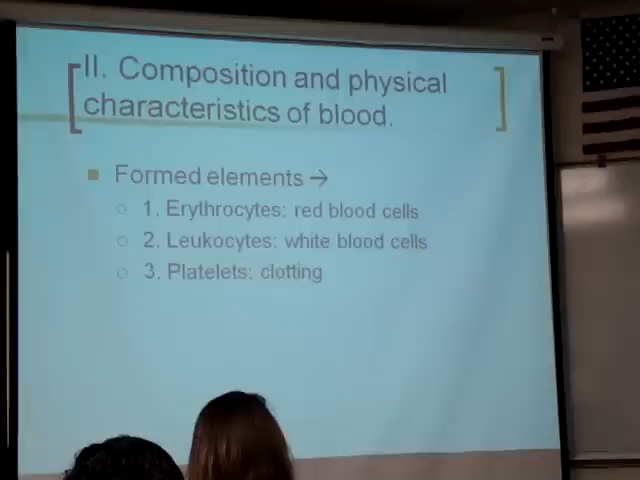 II. Composition and physical
characteristics of blood.
Formed elements →
1. Erythrocytes: red blood cells
2. Leukocytes: white blood cells
3. Platelets: clotting